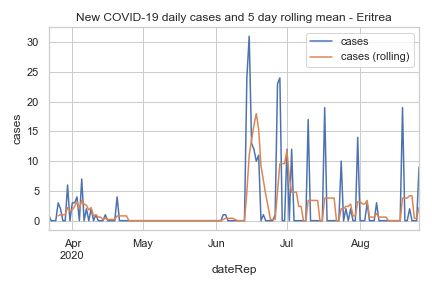 New COVID-19 daily cases and 5 day rolling mean - Eritrea
cases
cases (rolling)
30
25
20
15
10
5
0
cases
Apr
2020
May
Jun
Jul
Aug
dateRep